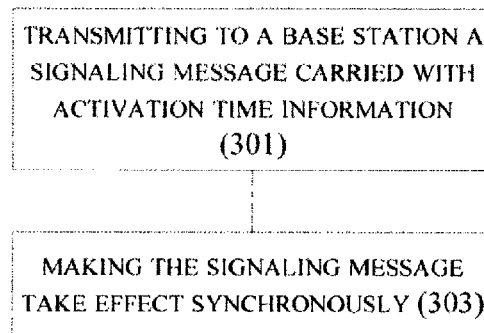 TRANSMITTING TO A BASE STATION A
SIGNALING MESSAGE CARRIED WITH
ACTIVATION TIME INFORMATION
(301)
MAKING THE SIGNALING MESSAGE
TAKE EFFECT SYNCHRONOUSLY (303)